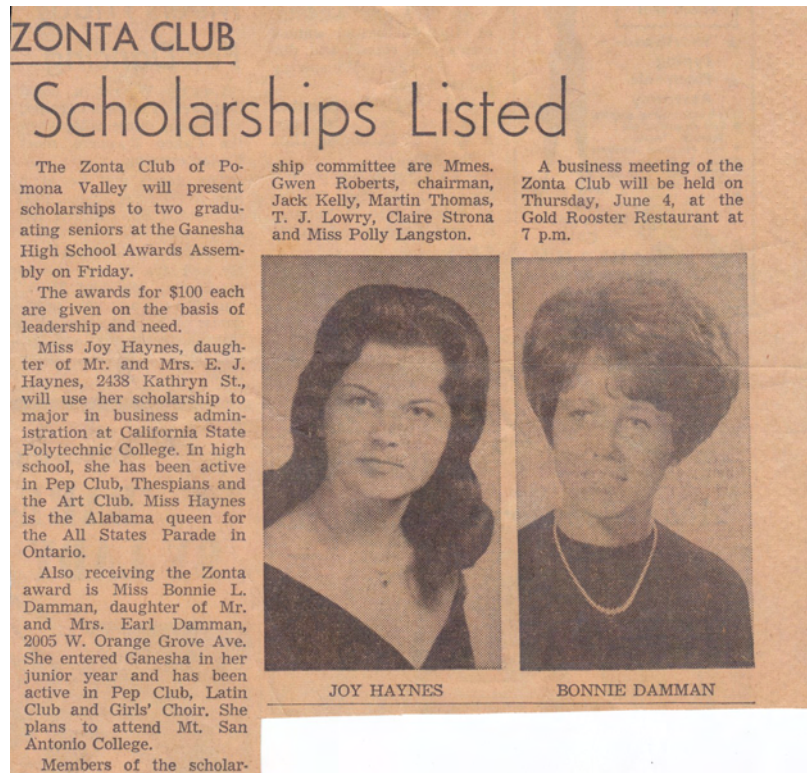 ZONTA CLUB
Scholarships Listed
The Zonta Club of Po-
mona Valley will present
scholarships to two gradu-
ating seniors at the Ganesha
High School Awards Assem-
bly on Friday.
The awards for $100 each
are given on the basis of
leadership and need.
Miss Joy Haynes, daugh-
ter of Mr. and Mrs. E. J.
Haynes, 2438 Kathryn St.,
will use her scholarship to
major in business admin-
istration at California State
Polytechnic College. In high
school, she has been active
in Pep Club, Thespians and
the Art Club. Miss Haynes
is the Alabama queen for
the All States Parade in
Ontario.
Also receiving the Zonta
award is Miss Bonnie L.
Damman, daughter of Mr.
and Mrs. Earl Damman,
2005 W. Orange Grove Ave.
She entered Ganesha in her
junior year and has been
active in Pep Club, Latin
Club and Girls' Choir. She
plans to attend Mt. San
Antonio College.
Members of the scholar-
ship committee are Mmes.
Gwen Roberts, chairman,
Jack Kelly, Martin Thomas,
T. J. Lowry, Claire Strona
and Miss Polly Langston.
A business meeting of the
Zonta Club will be held on
Thursday, June 4, at the
Gold Rooster Restaurant at
7 p.m.
JOY HAYNES
BONNIE DAMMAN